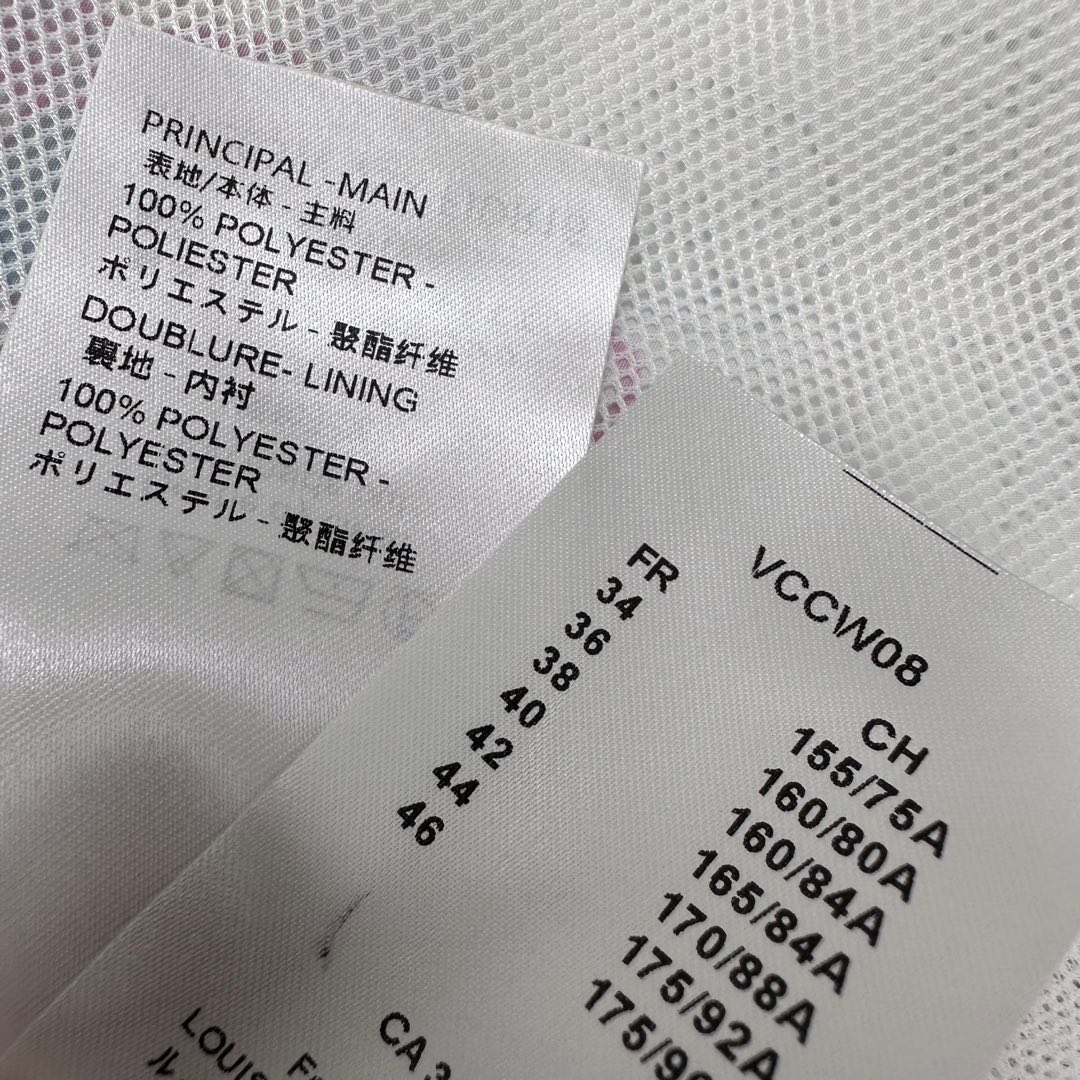 PRINCIPAL -MAIN
表地/本体 - 主料
100% POLYESTER -
POLIESTER
ポリエステル - 聚酯纤维
DOUBLURE- LINING
裏地 - 内衬
100% POLYESTER -
POLYESTER
ポリエステル - 聚酯纤维
VCCW08
FR CH
34 155/75A
36 160/80A
38 160/84A
40 165/84A
42 170/88A
44 175/92A
46
CA
LOUIS
ル